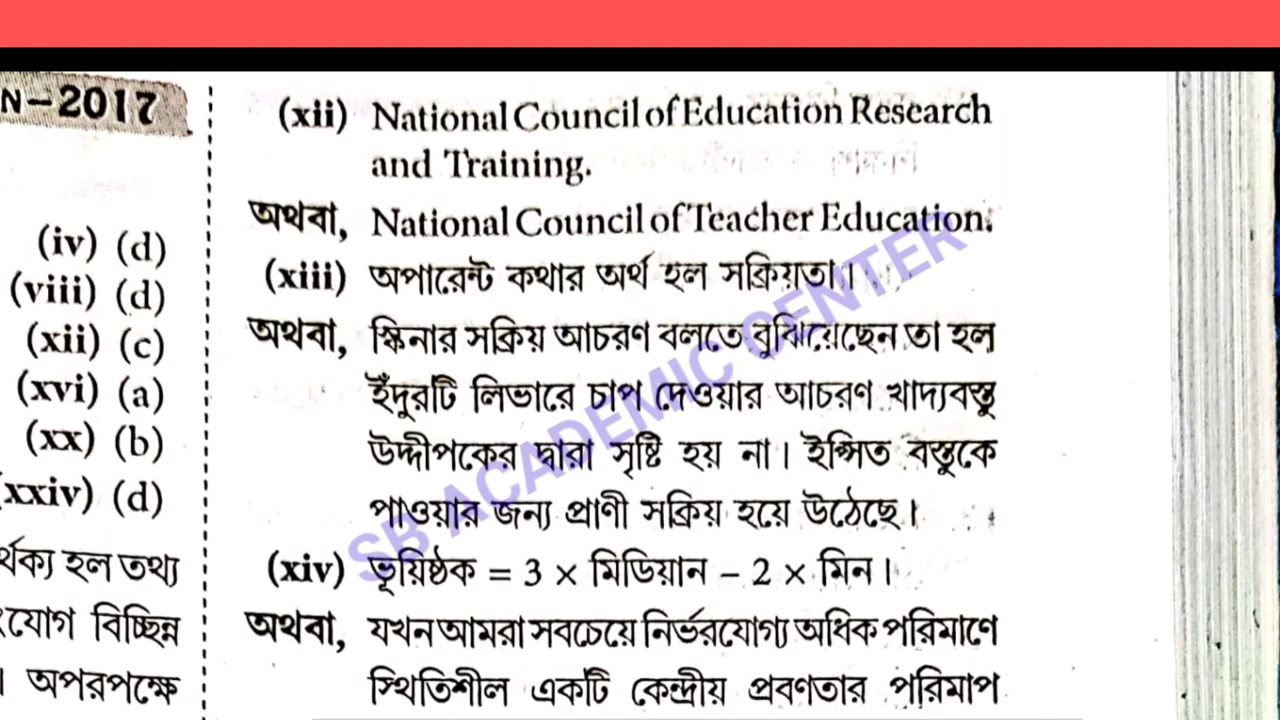 N-2017
(iv) (d)
(viii) (d)
(xii) (c)
(xvi) (a)
(xx) (b)
(xxiv) (d)
র্থক্য হল তথ্য
যোগ বিচ্ছিন্ন
। অপরপক্ষে
(xii) National Council of Education Research
and Training.
অথবা, National Council of Teacher Education.
(xiii) অপারেন্ট কথার অর্থ হল সক্রিয়তা।
অথবা, স্কিনার সক্রিয় আচরণ বলতে বুঝিয়েছেন তা হল
ইঁদুরটি লিভারে চাপ দেওয়ার আচরণ খাদ্যবস্তু
উদ্দীপকের দ্বারা সৃষ্টি হয় না। ইপ্সিত বস্তুকে
পাওয়ার জন্য প্রাণী সক্রিয় হয়ে উঠেছে।
(xiv) ভূয়িষ্ঠক = 3 × মিডিয়ান – 2 × মিন।
অথবা, যখন আমরা সবচেয়ে নির্ভরযোগ্য অধিক পরিমাণে
স্থিতিশীল একটি কেন্দ্রীয় প্রবণতার পরিমাপ
SB ACADEMIC CENTER